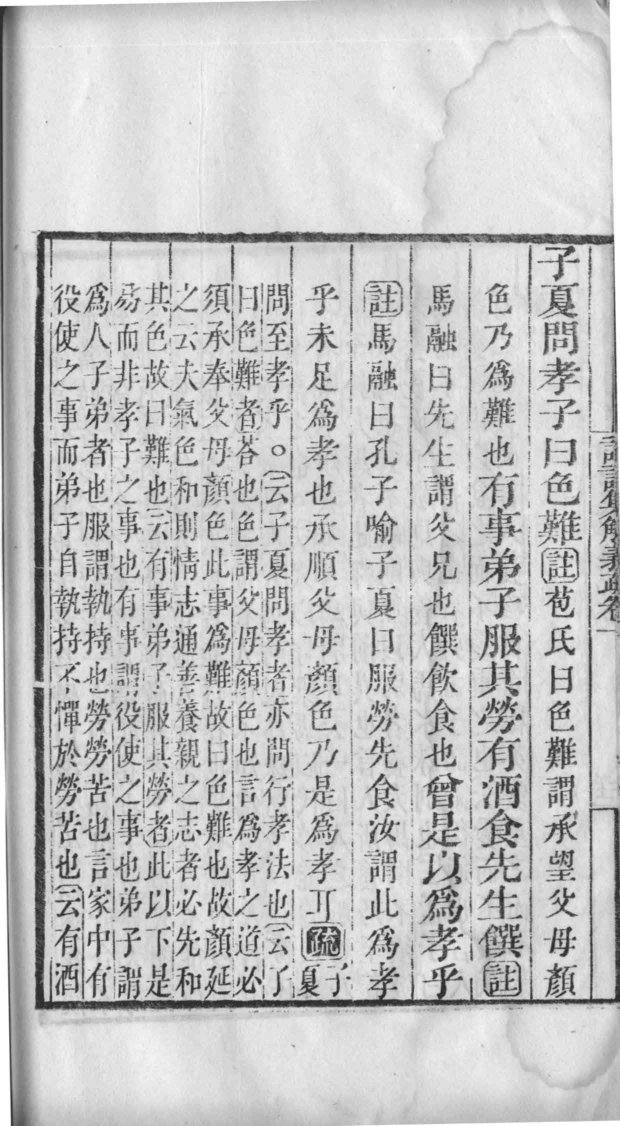 論語集解義疏卷一
子夏問孝子曰色難註苞氏曰色難謂承望父母顏
色乃爲難也有事弟子服其勞有酒食先生饌註
馬融曰先生謂父兄也饌飲食也曾是以爲孝乎
註馬融曰孔子喻子夏曰服勞先食汝謂此爲孝
乎未足爲孝也承順父母顏色乃是爲孝耳疏子夏
問至孝乎。云子夏問孝者亦問行孝法也云子
曰色難者荅也色謂父母顏色也言爲孝之道必
須承奉父母顏色此事爲難故曰色難也故顏延
之云夫氣色和則情志通善養親之志者必先和
其色故曰難也云有事弟子服其勞者此以下是
易而非孝子之事也有事謂役使之事也弟子謂
爲人子弟者也服謂執持也勞勞苦也言家中有
役使之事而弟子自執持不憚於勞苦也云有酒